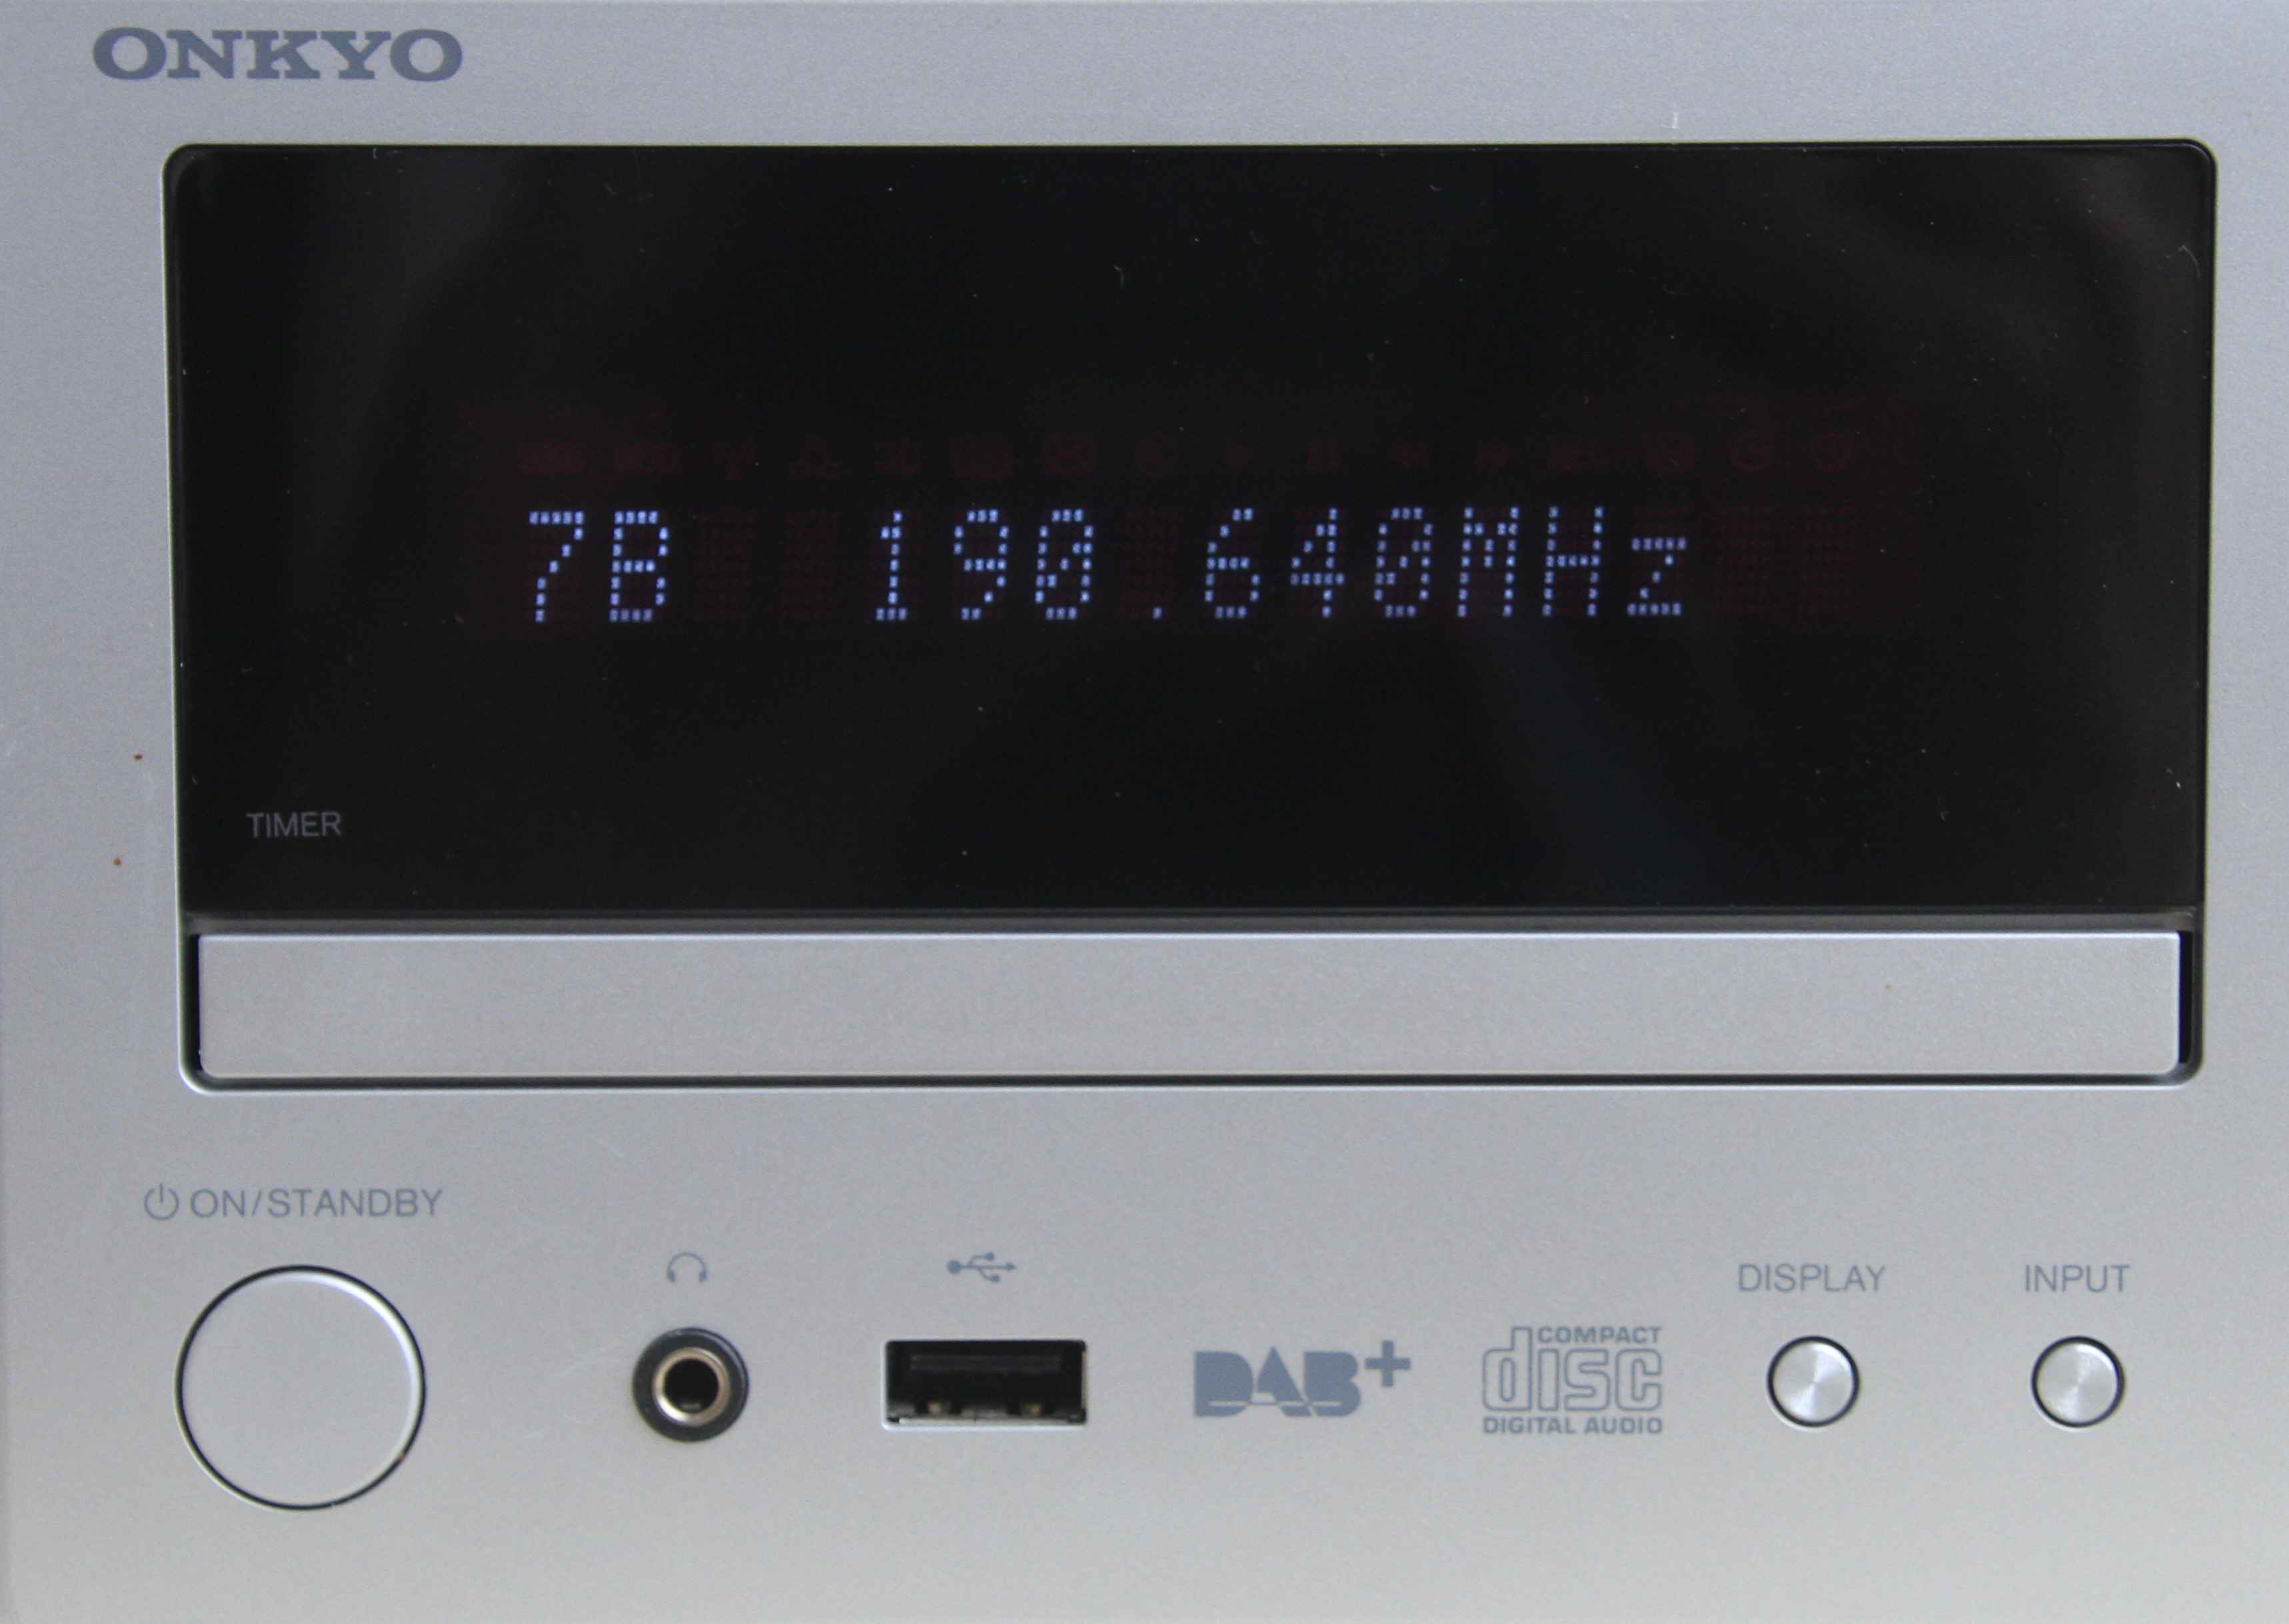 ONKYO
7B 190.640MHz
TIMER
ON/STANDBY
DISPLAY
INPUT
DAB+
COMPACT
disc
DIGITAL AUDIO